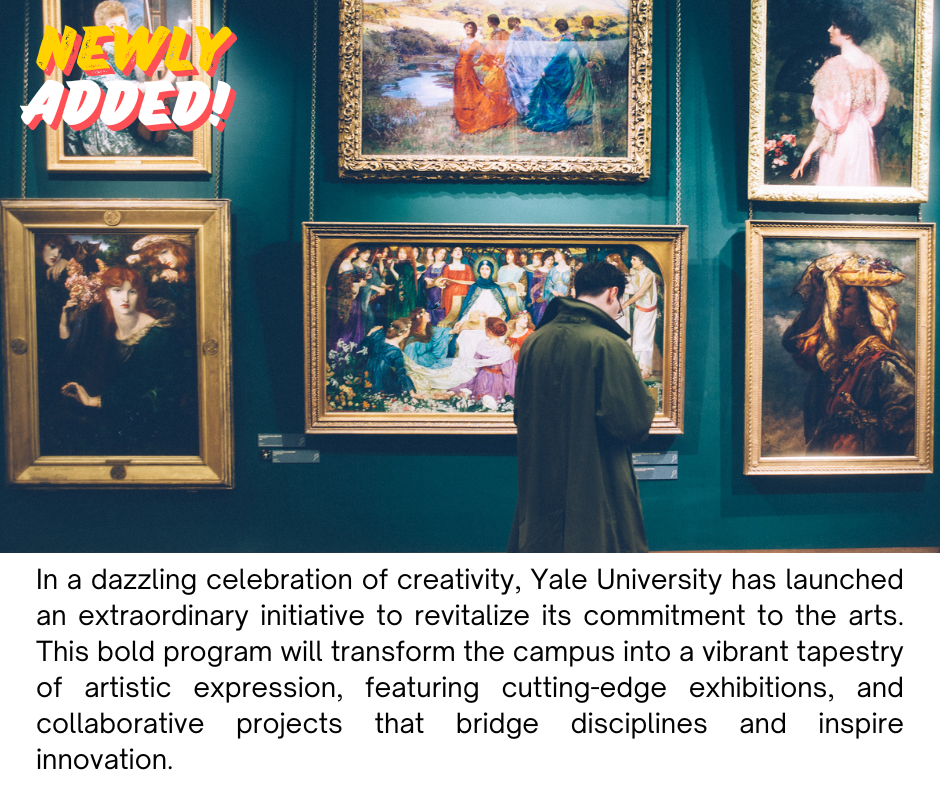 NEWLY
ADDED!
In a dazzling celebration of creativity, Yale University has launched
an extraordinary initiative to revitalize its commitment to the arts.
This bold program will transform the campus into a vibrant tapestry
of artistic expression, featuring cutting-edge exhibitions, and
collaborative projects that bridge disciplines and inspire
innovation.